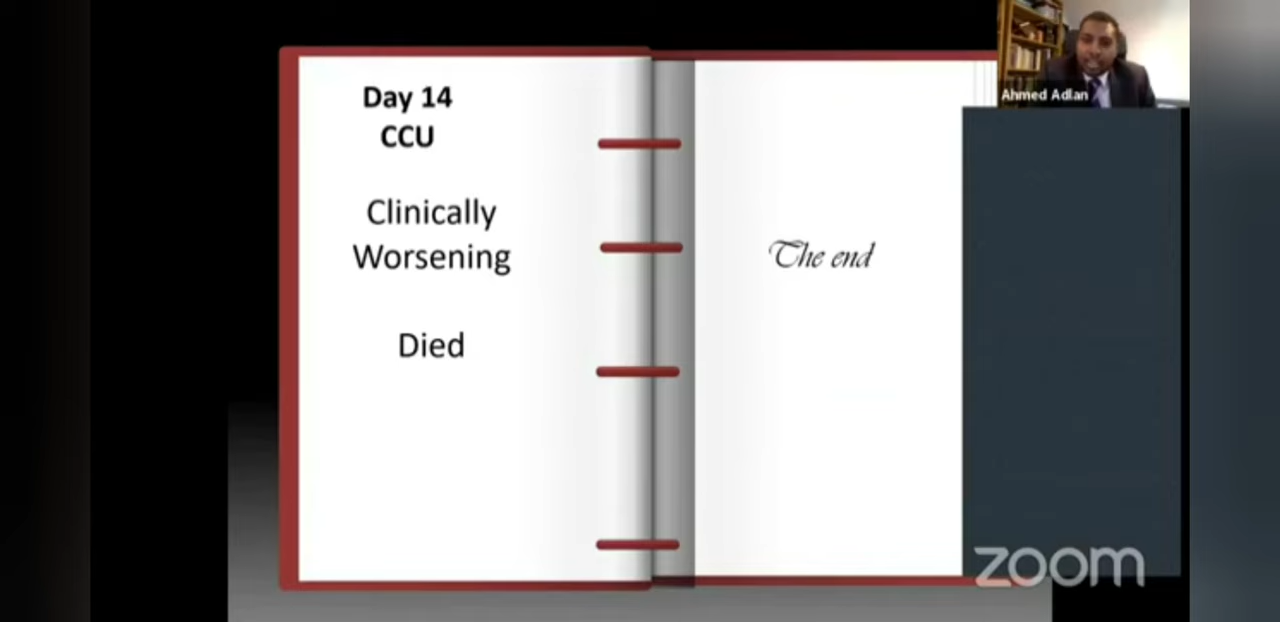 Day 14
CCU
Clinically
Worsening
Died
The end
Ahmed Adlan
zoom